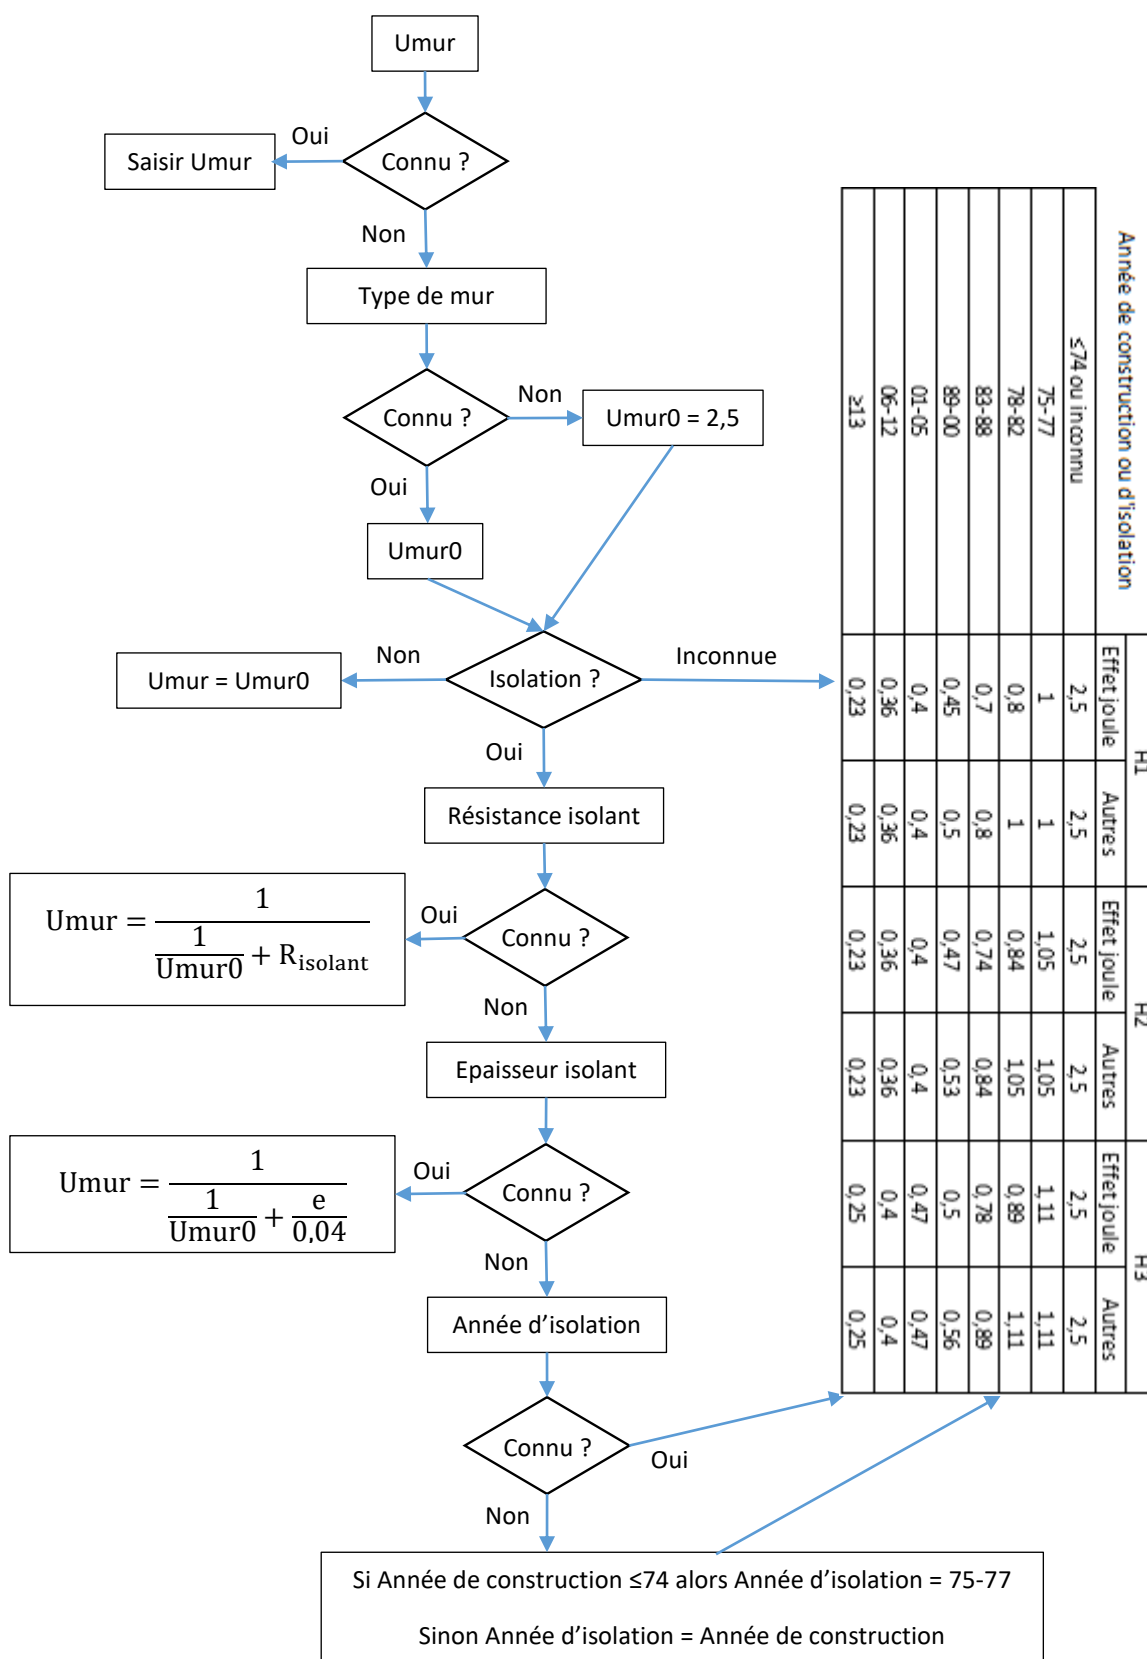 Umur
Oui
Saisir Umur
Connu ?
Non
Type de mur
Connu ?
Non
Umur0 = 2,5
Oui
Umur0
Non
Isolation ?
Inconnue
Umur = Umur0
Oui
Résistance isolant
Connu ?
Oui
Umur = 1 / (1/Umur0 + Risolant)
Non
Epaisseur isolant
Connu ?
Oui
Umur = 1 / (1/Umur0 + e/0,04)
Non
Année d’isolation
Connu ?
Oui
Non
Si Année de construction ≤74 alors Année d’isolation = 75-77
Sinon Année d’isolation = Année de construction
H1 H2 H3
Année de construction ou d'isolation Effet joule Autres Effet joule Autres Effet joule Autres
≤74 ou inconnu 2,5 2,5 2,5 2,5 2,5 2,5
75-77 1 1 1,05 1,05 1,11 1,11
78-82 0,8 1 0,84 1,05 0,89 1,11
83-88 0,7 0,8 0,74 0,84 0,78 0,89
89-00 0,45 0,5 0,47 0,53 0,5 0,56
01-05 0,4 0,4 0,4 0,4 0,47 0,47
06-12 0,36 0,36 0,36 0,36 0,4 0,4
≥13 0,23 0,23 0,23 0,23 0,25 0,25